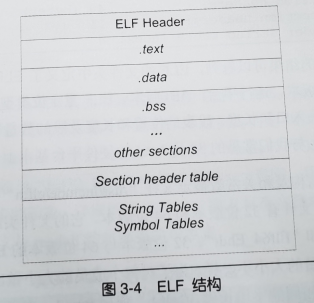 ELF Header
.text
.data
.bss
...
other sections
Section header table
String Tables
Symbol Tables
...
图 3-4 ELF 结构